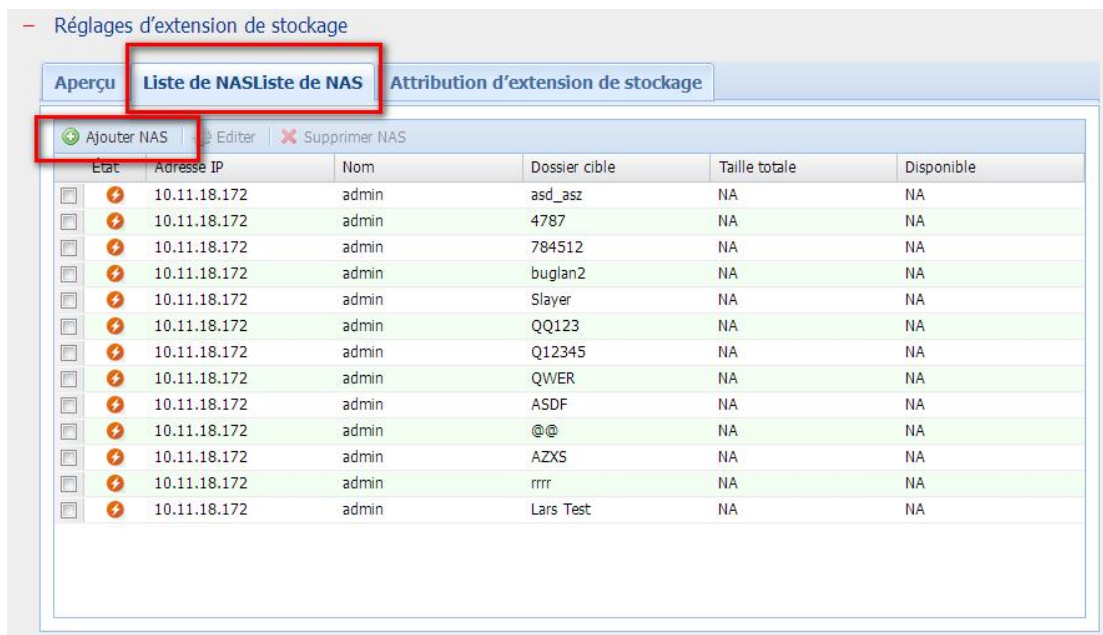 – Réglages d’extension de stockage
Aperçu Liste de NASListe de NAS Attribution d’extension de stockage
Ajouter NAS Editer Supprimer NAS
État Adresse IP Nom Dossier cible Taille totale Disponible
10.11.18.172 admin asd_asz NA NA
10.11.18.172 admin 4787 NA NA
10.11.18.172 admin 784512 NA NA
10.11.18.172 admin buglan2 NA NA
10.11.18.172 admin Slayer NA NA
10.11.18.172 admin QQ123 NA NA
10.11.18.172 admin Q12345 NA NA
10.11.18.172 admin QWER NA NA
10.11.18.172 admin ASDF NA NA
10.11.18.172 admin @@ NA NA
10.11.18.172 admin AZXS NA NA
10.11.18.172 admin rrrr NA NA
10.11.18.172 admin Lars Test NA NA